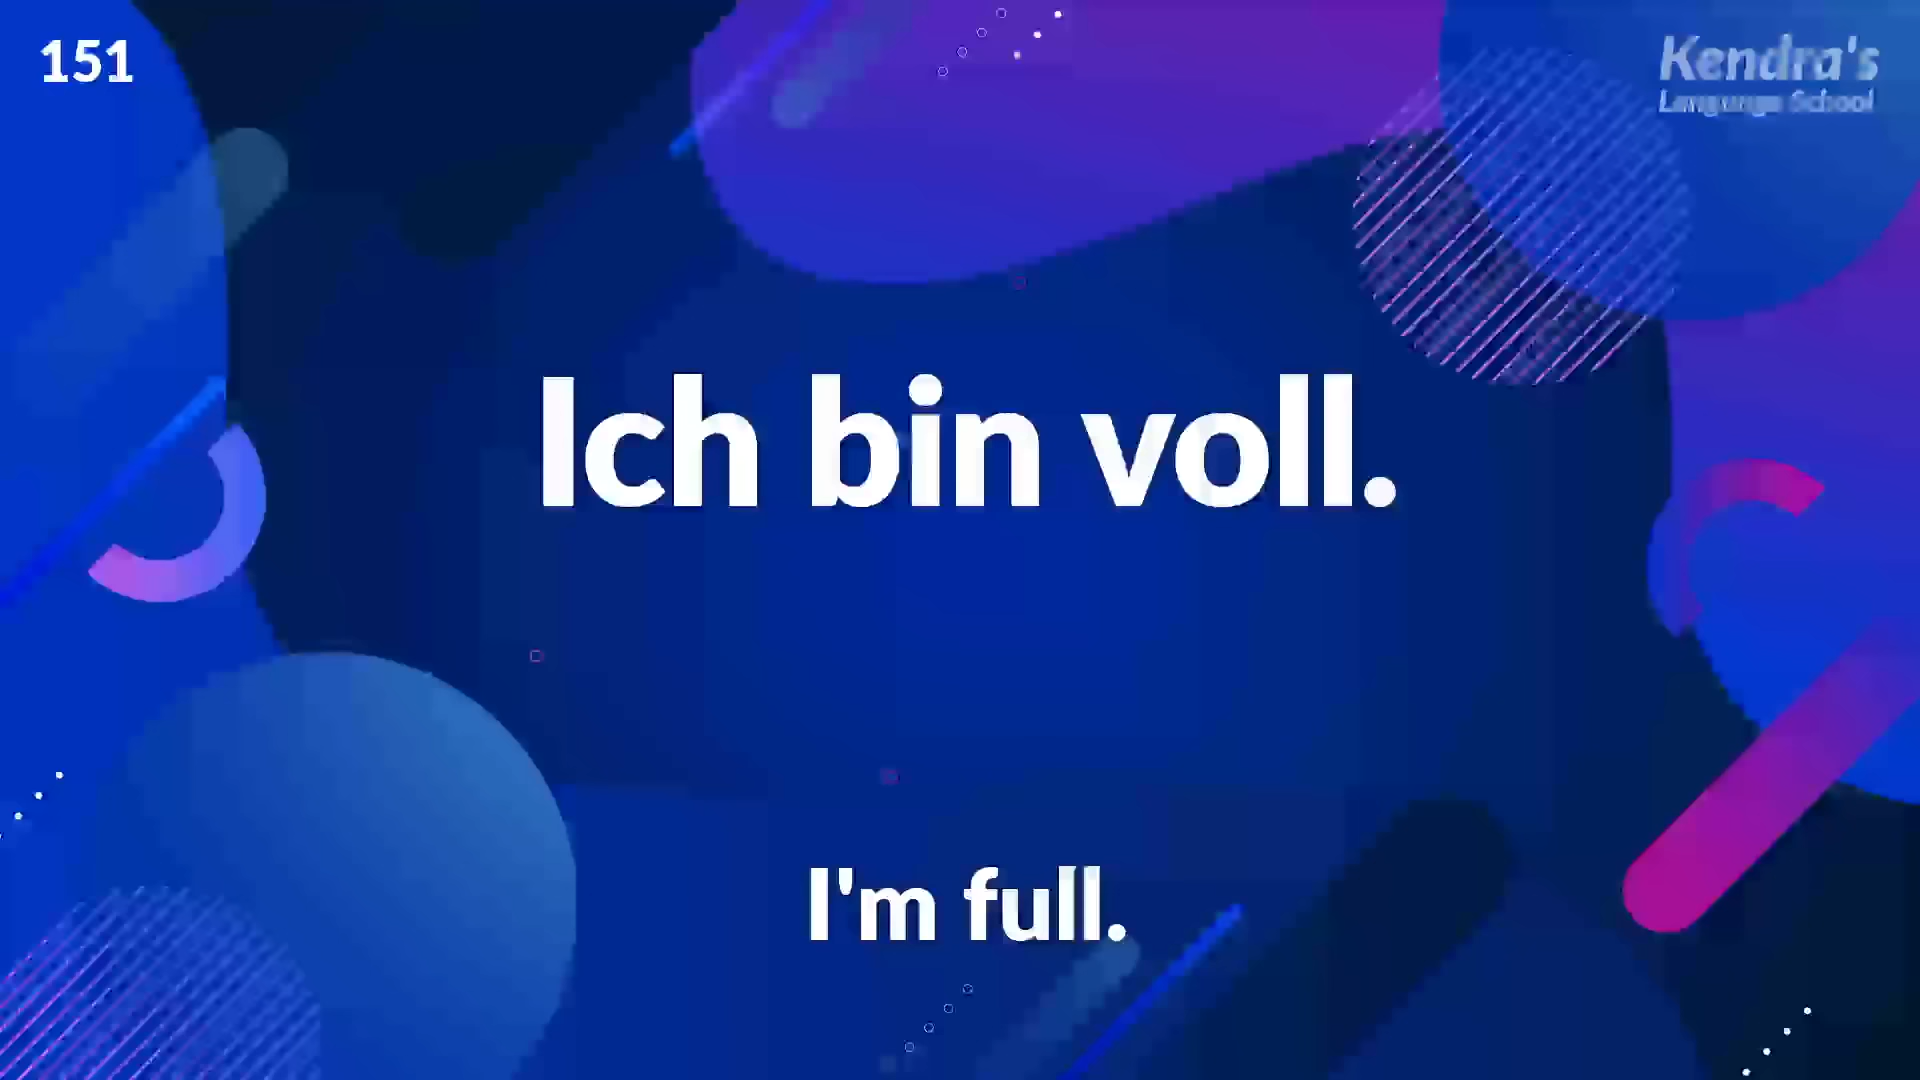 151
Kendra's
Language School
Ich bin voll.
I'm full.